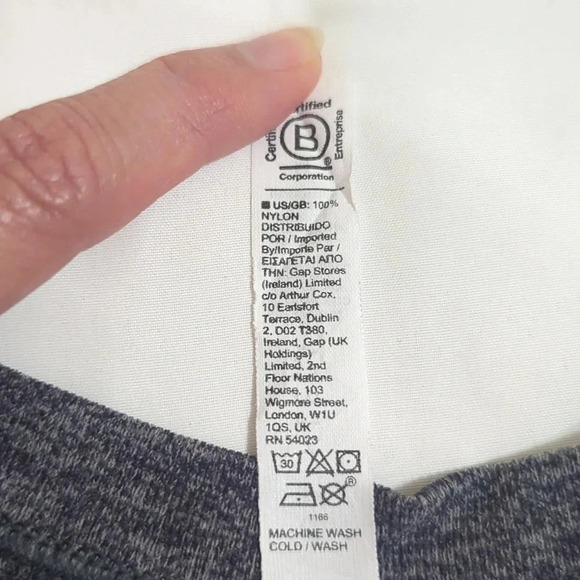 Certified
B
®
Corporation
Entreprise
■ US/GB: 100%
NYLON
DISTRIBUIDO
POR / Imported
By/Importe Par /
ΕΙΣΑΓΕΤΑΙ ΑΠΟ
ΤΗΝ: Gap Stores
(Ireland) Limited
c/o Arthur Cox,
10 Earlsfort
Terrace, Dublin
2, D02 T380,
Ireland, Gap (UK
Holdings)
Limited, 2nd
Floor Nations
House, 103
Wigmore Street,
London, W1U
1QS, UK
RN 54023
30
®
1166
MACHINE WASH
COLD / WASH